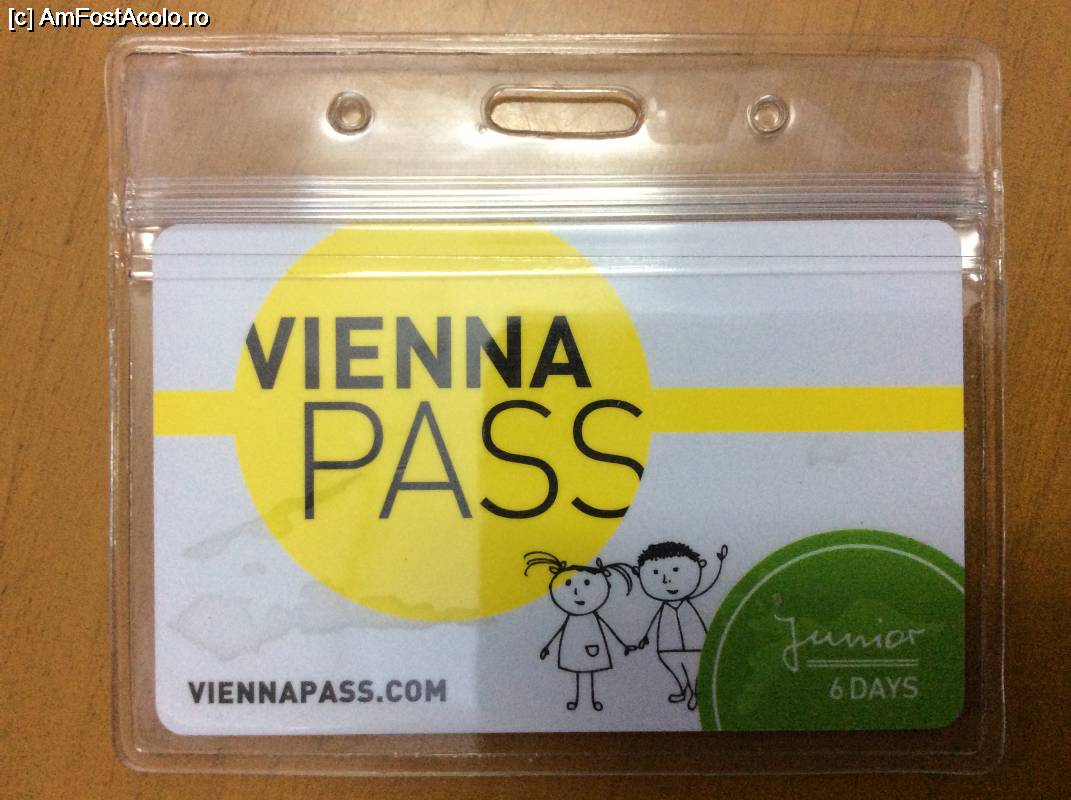 [c] AmFostAcolo.ro
VIENNA
PASS
Junior
6 DAYS
VIENNAPASS.COM